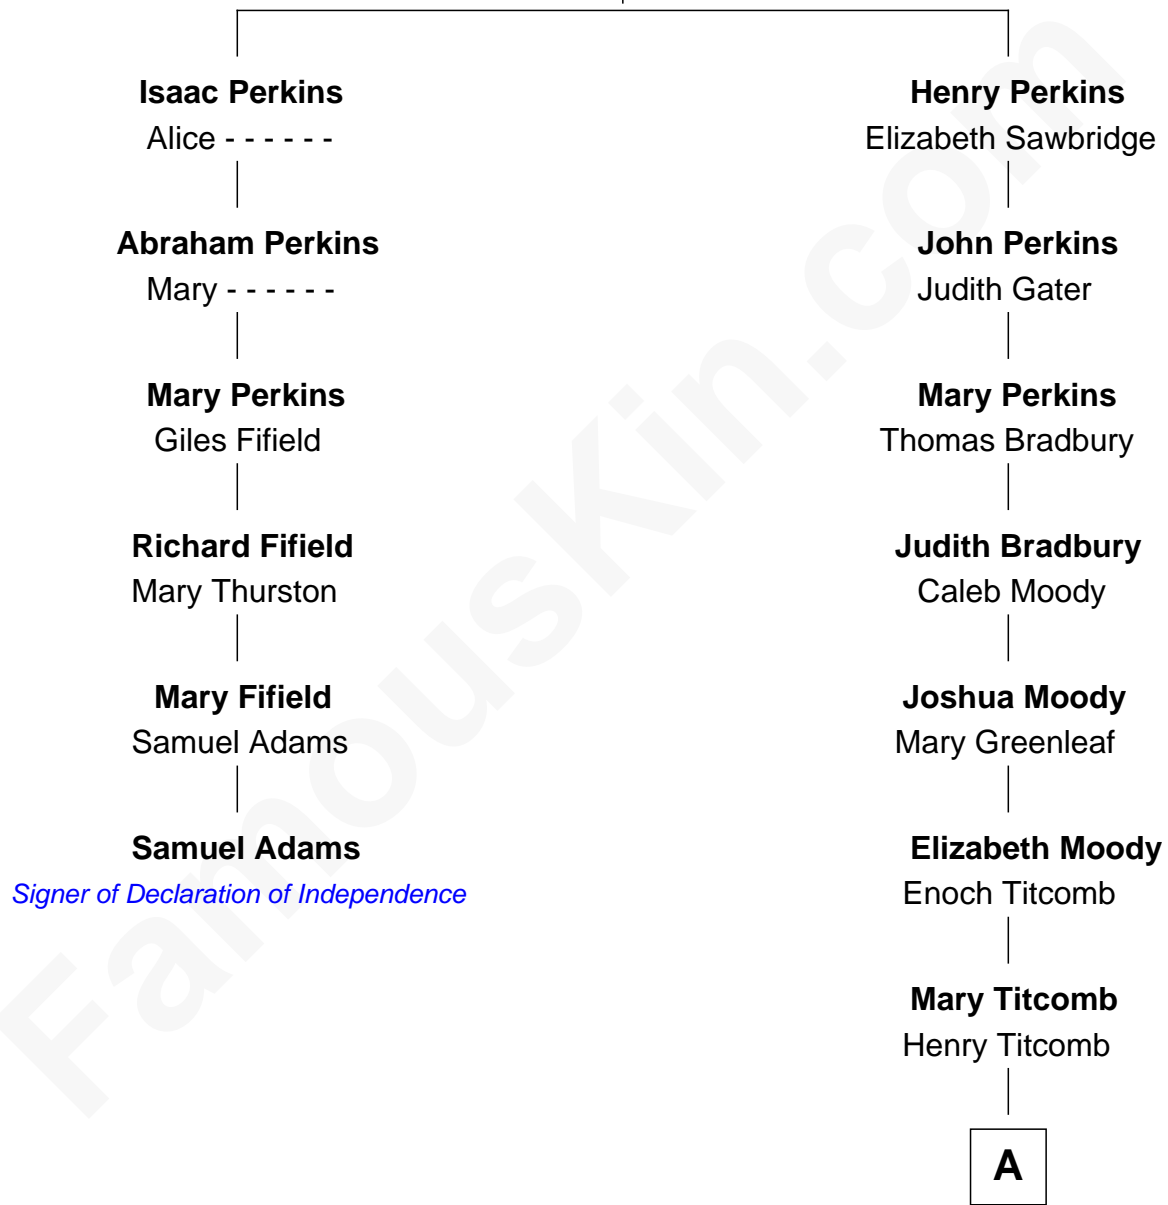 Isaac Perkins
Alice - - - - - -
Abraham Perkins
Mary - - - - - -
Mary Perkins
Giles Fifield
Richard Fifield
Mary Thurston
Mary Fifield
Samuel Adams
Samuel Adams
Signer of Declaration of Independence
Henry Perkins
Elizabeth Sawbridge
John Perkins
Judith Gater
Mary Perkins
Thomas Bradbury
Judith Bradbury
Caleb Moody
Joshua Moody
Mary Greenleaf
Elizabeth Moody
Enoch Titcomb
Mary Titcomb
Henry Titcomb
A
FamousKin.com